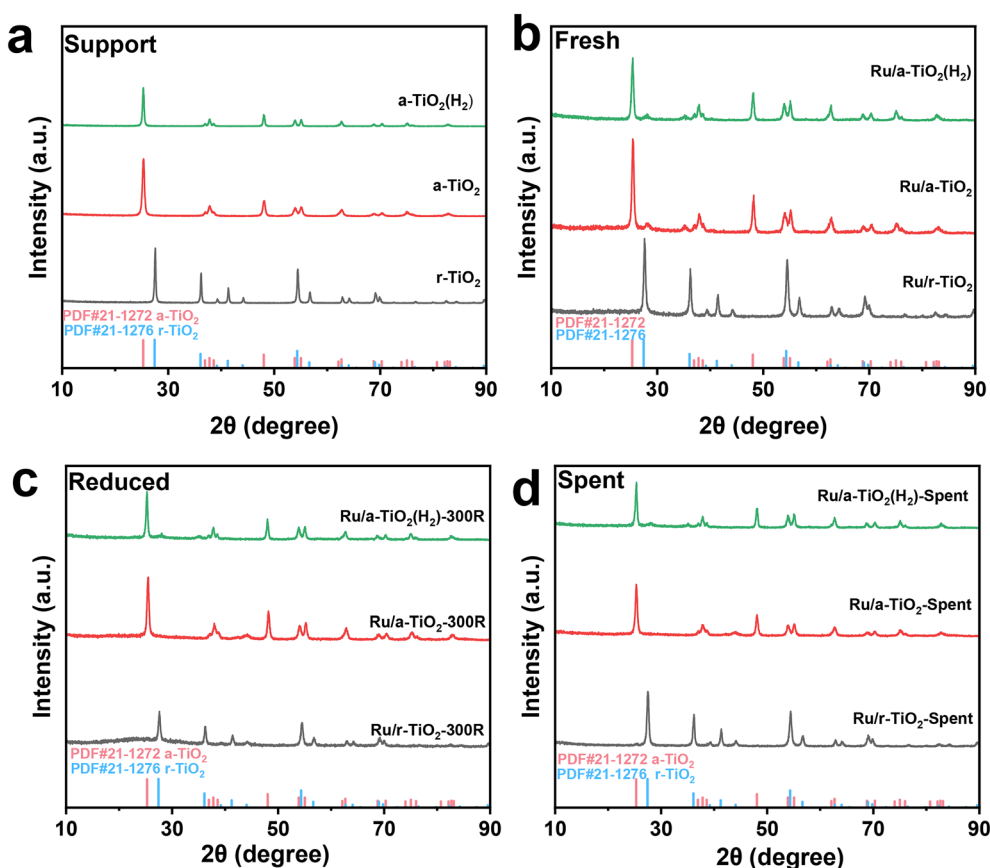 a
Support
a-TiO₂(H₂)
a-TiO₂
r-TiO₂
PDF#21-1272 a-TiO₂
PDF#21-1276 r-TiO₂
Intensity (a.u.)
10 30 50 70 90
2θ (degree)
b
Fresh
Ru/a-TiO₂(H₂)
Ru/a-TiO₂
Ru/r-TiO₂
PDF#21-1272
PDF#21-1276
Intensity (a.u.)
10 30 50 70 90
2θ (degree)
c
Reduced
Ru/a-TiO₂(H₂)-300R
Ru/a-TiO₂-300R
Ru/r-TiO₂-300R
PDF#21-1272 a-TiO₂
PDF#21-1276 r-TiO₂
Intensity (a.u.)
10 30 50 70 90
2θ (degree)
d
Spent
Ru/a-TiO₂(H₂)-Spent
Ru/a-TiO₂-Spent
Ru/r-TiO₂-Spent
PDF#21-1272 a-TiO₂
PDF#21-1276 r-TiO₂
Intensity (a.u.)
10 30 50 70 90
2θ (degree)